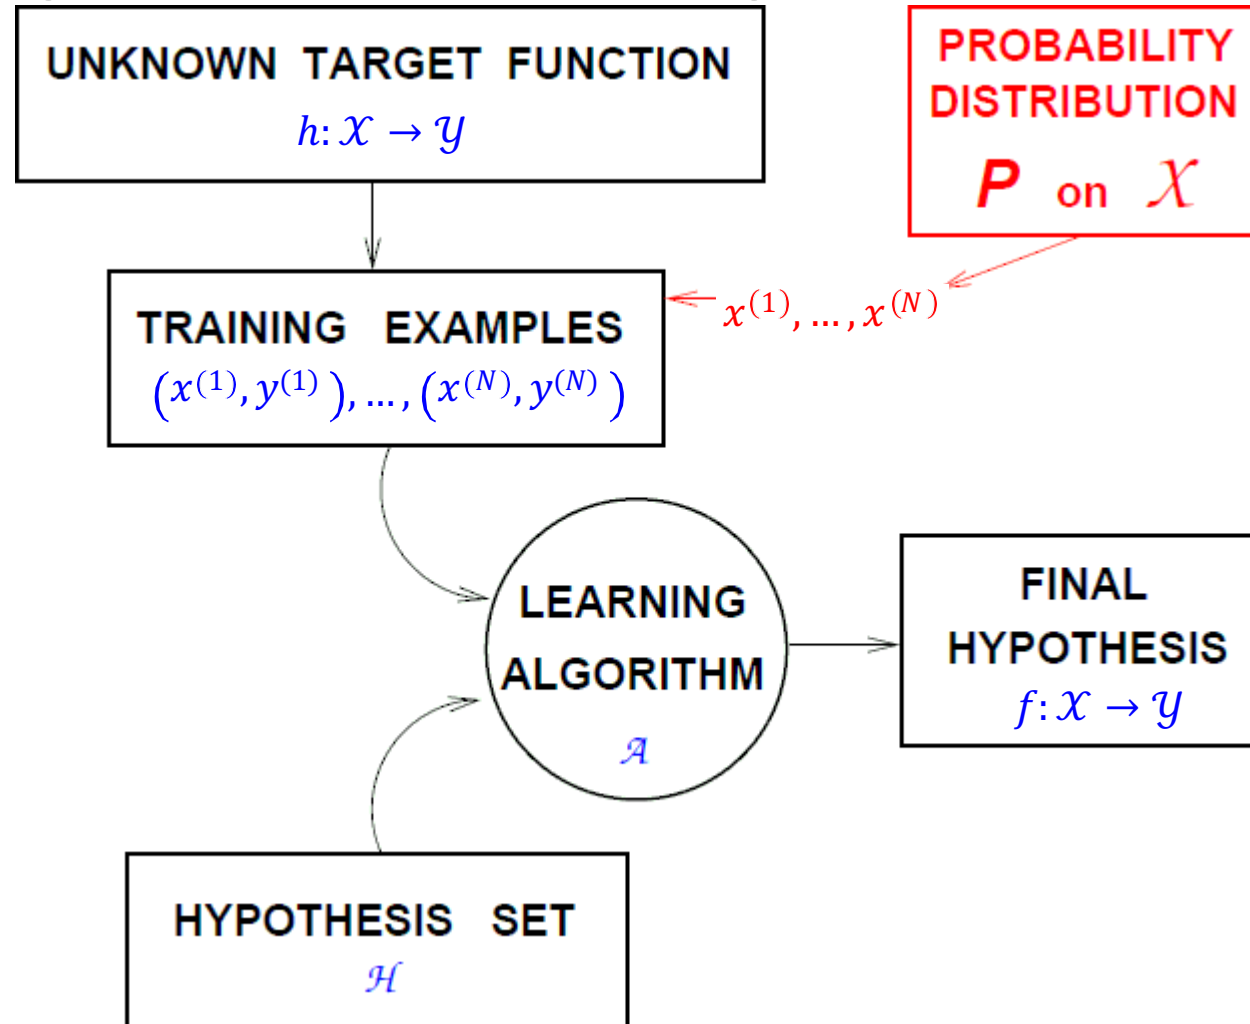 UNKNOWN TARGET FUNCTION
ℎ: 𝒳 → 𝒴
PROBABILITY
DISTRIBUTION
P on 𝒳
TRAINING EXAMPLES
(x⁽¹⁾, y⁽¹⁾ ), … , (x⁽ᴺ⁾, y⁽ᴺ⁾ )
x⁽¹⁾, … , x⁽ᴺ⁾
LEARNING
ALGORITHM
𝒜
FINAL
HYPOTHESIS
f: 𝒳 → 𝒴
HYPOTHESIS SET
ℋ